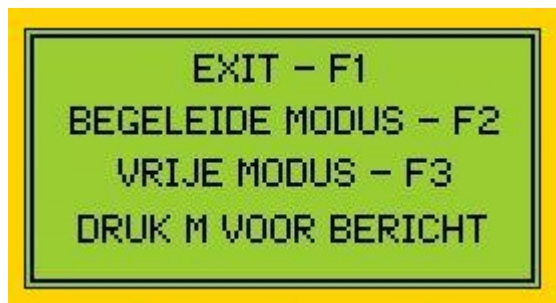 EXIT – F1
BEGELEIDE MODUS – F2
VRIJE MODUS – F3
DRUK M VOOR BERICHT